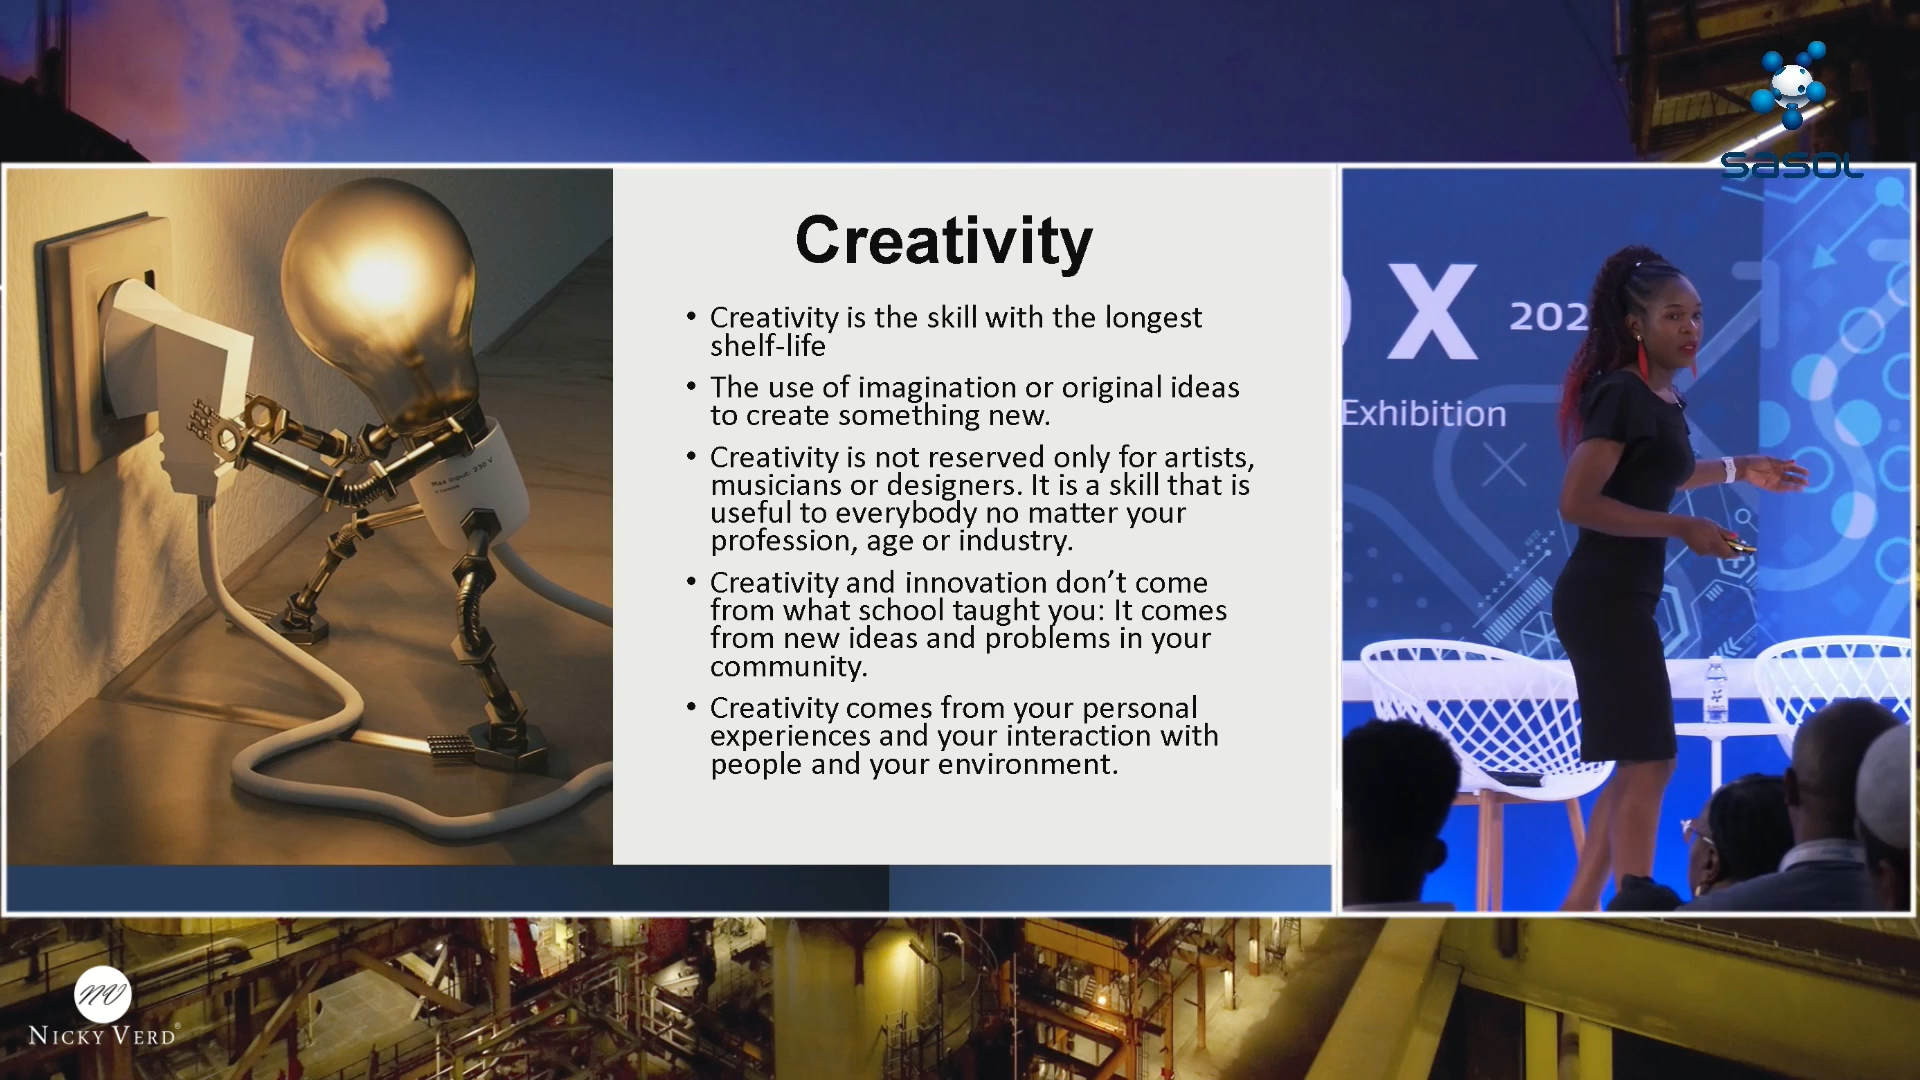 sasol
Creativity
• Creativity is the skill with the longest
shelf-life
• The use of imagination or original ideas
to create something new.
• Creativity is not reserved only for artists,
musicians or designers. It is a skill that is
useful to everybody no matter your
profession, age or industry.
• Creativity and innovation don’t come
from what school taught you: It comes
from new ideas and problems in your
community.
• Creativity comes from your personal
experiences and your interaction with
people and your environment.
Max input: 230 V
X 202
Exhibition
NV
NICKY VERD®